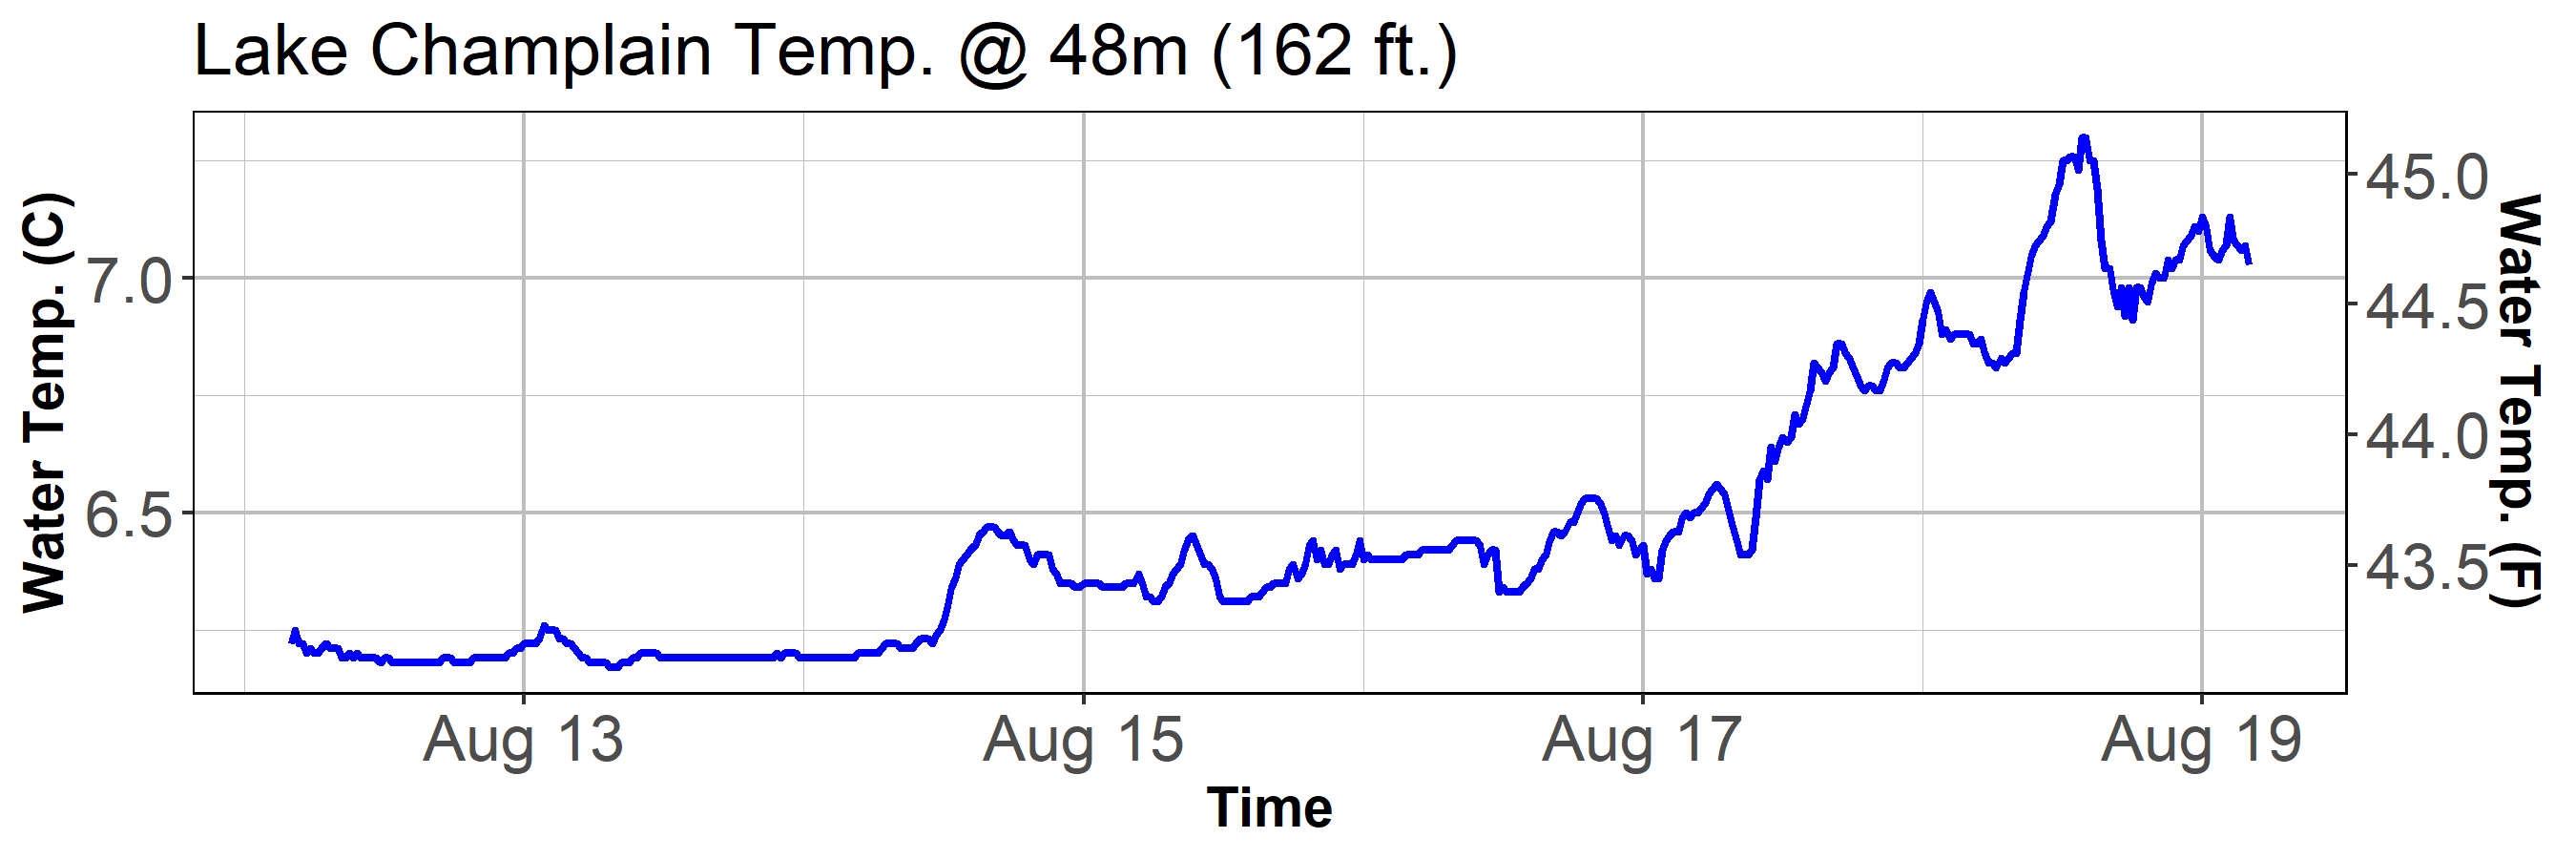 Lake Champlain Temp. @ 48m (162 ft.)
Water Temp. (C)
7.0
6.5
45.0
44.5
44.0
43.5
Water Temp. (F)
Aug 13
Aug 15
Aug 17
Aug 19
Time